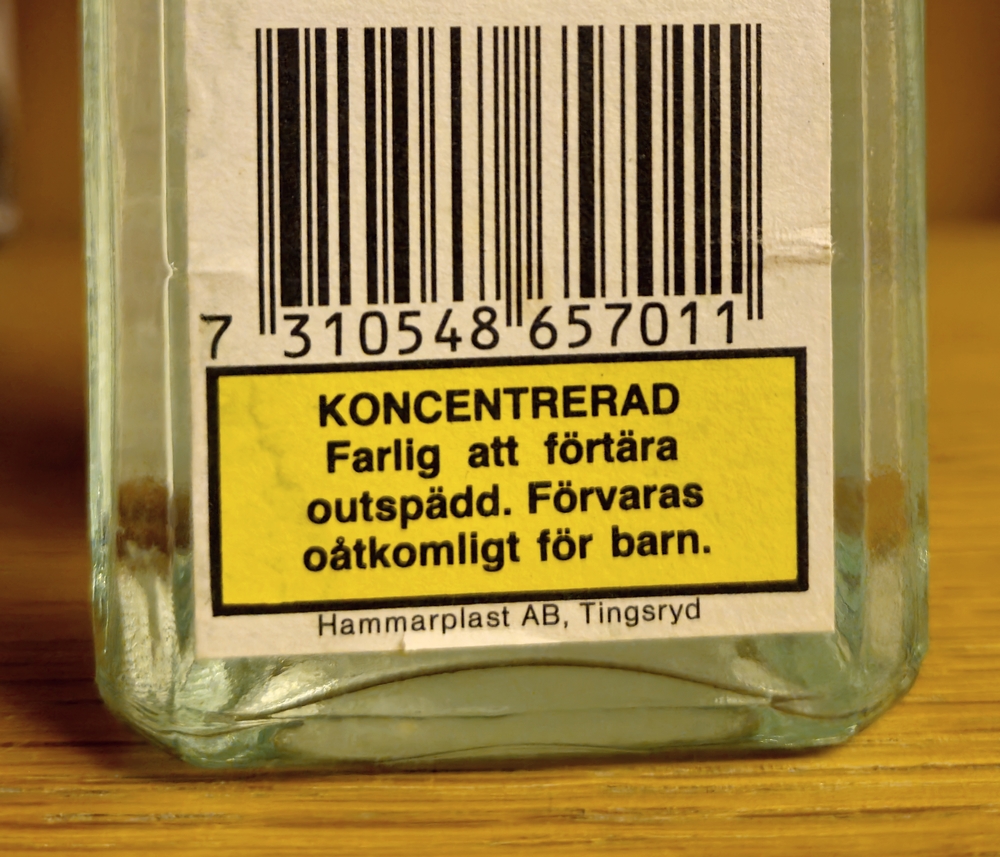 7 310548 657011
KONCENTRERAD
Farlig att förtära
outspädd. Förvaras
oåtkomligt för barn.
Hammarplast AB, Tingsryd